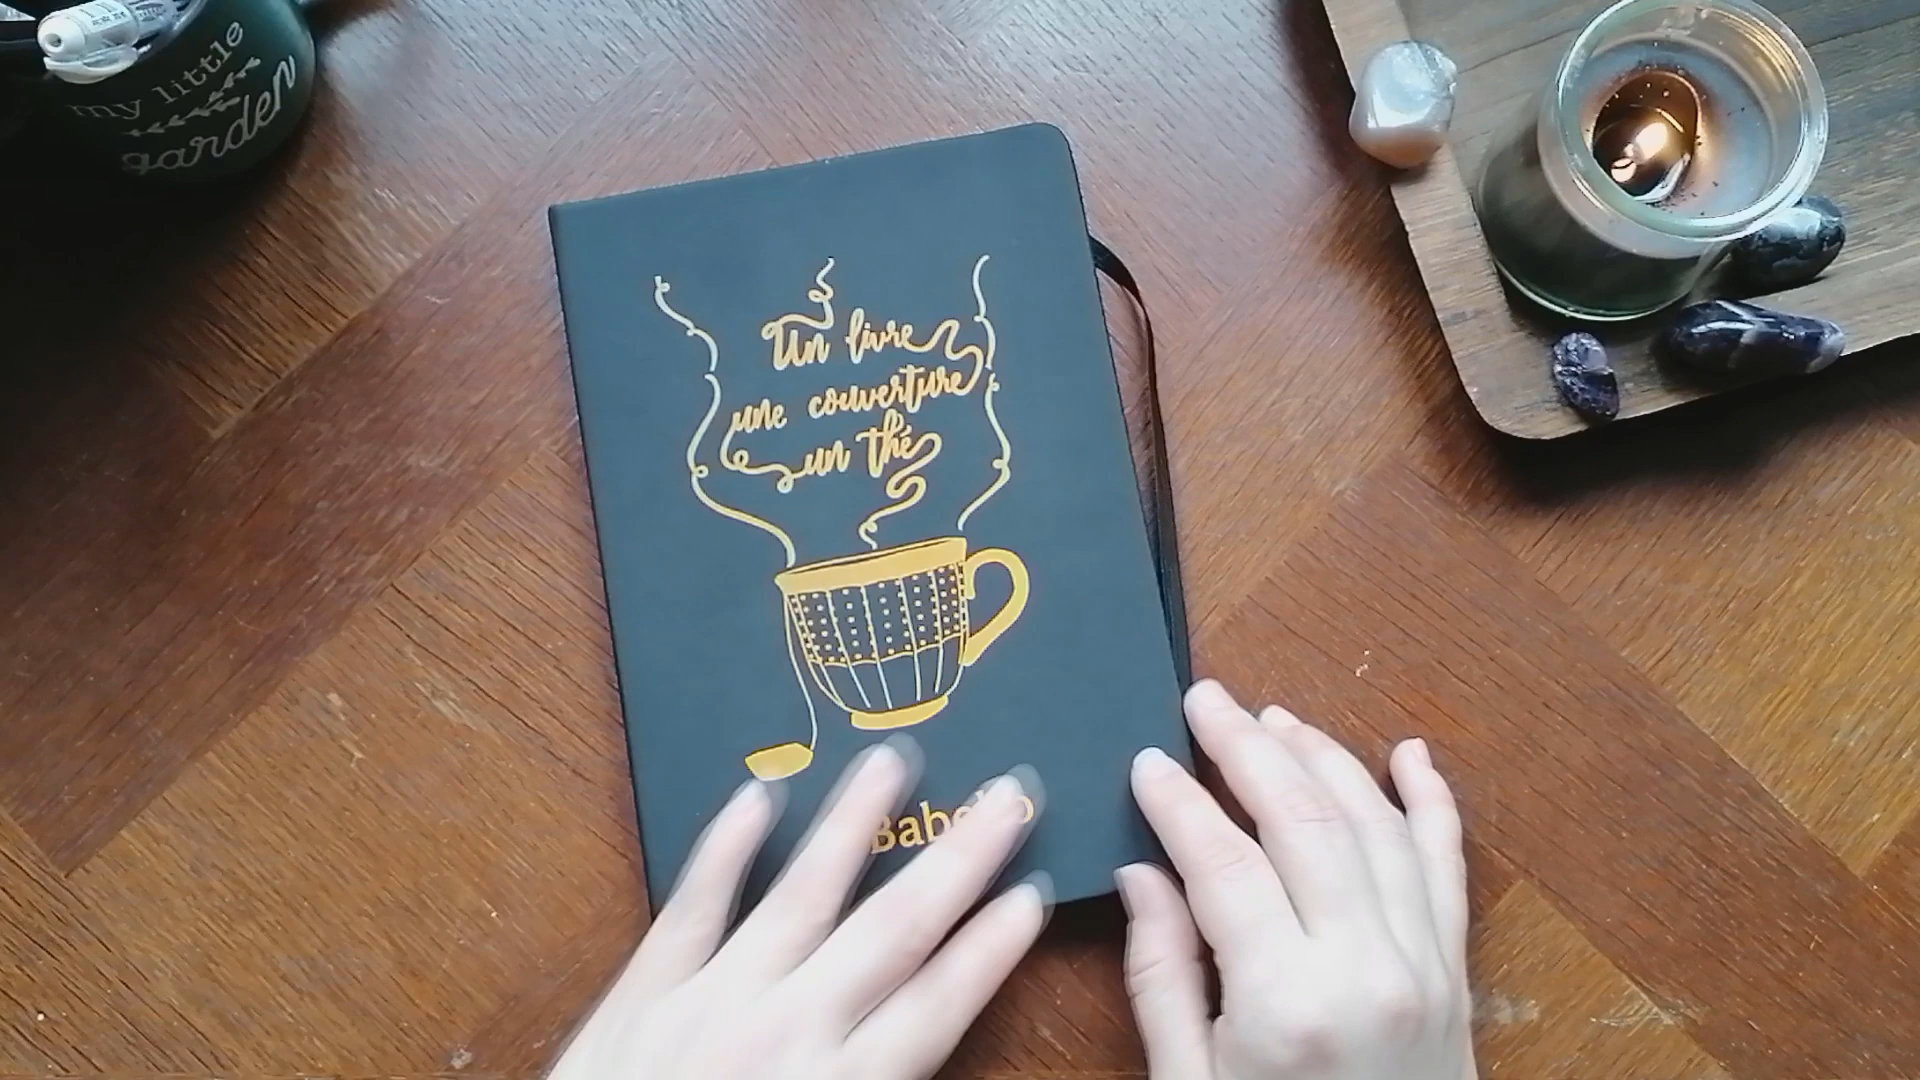 my little
garden
Un livre
une couverture
un thé